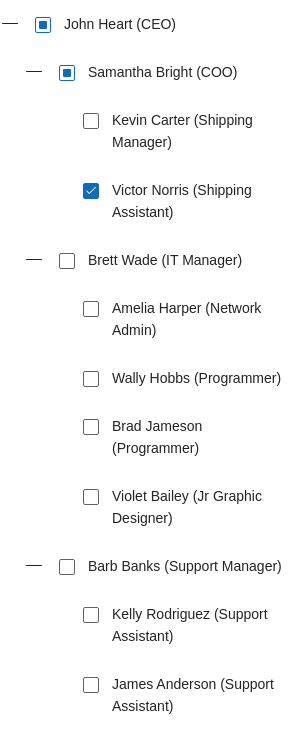 John Heart (CEO)
Samantha Bright (COO)
Kevin Carter (Shipping
Manager)
Victor Norris (Shipping
Assistant)
Brett Wade (IT Manager)
Amelia Harper (Network
Admin)
Wally Hobbs (Programmer)
Brad Jameson
(Programmer)
Violet Bailey (Jr Graphic
Designer)
Barb Banks (Support Manager)
Kelly Rodriguez (Support
Assistant)
James Anderson (Support
Assistant)